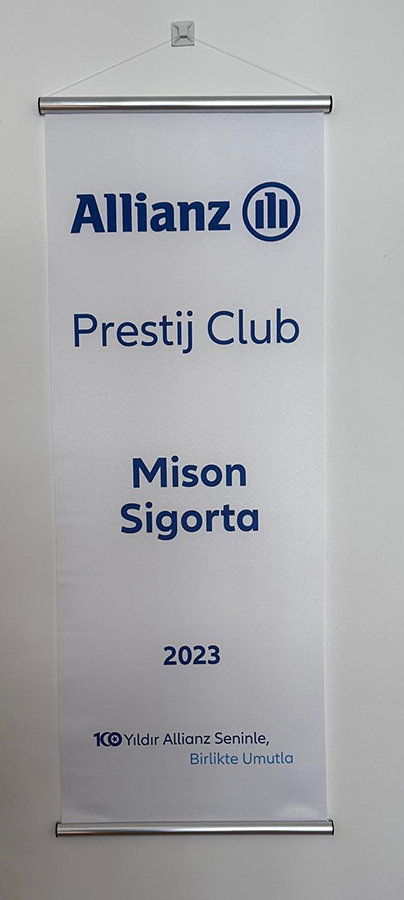 Allianz
Prestij Club
Mison
Sigorta
2023
100 Yıldır Allianz Seninle,
Birlikte Umutla